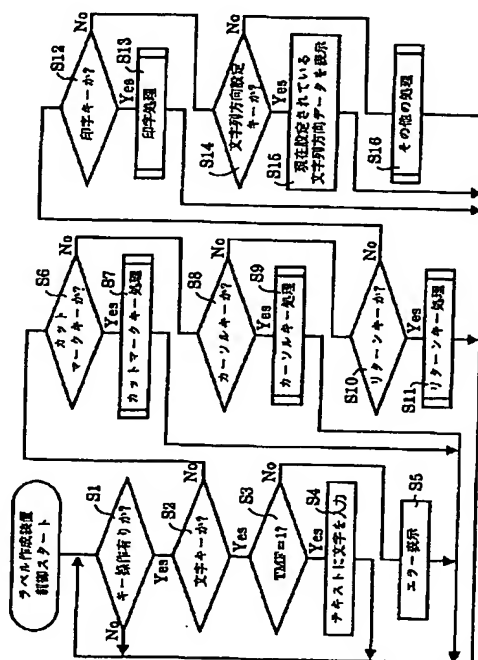 ラベル作成装置
制御スタート
S1
キー操作有りか?
No
Yes
S2
文字キーか?
No
Yes
S3
TMF=1?
No
Yes
S4
テキストに文字を入力
S5
エラー表示
S6
カット
マークキーか?
No
Yes
S7
カットマークキー処理
S8
カーソルキーか?
No
Yes
S9
カーソルキー処理
S10
リターンキーか?
No
Yes
S11
リターンキー処理
S12
印字キーか?
No
Yes
S13
印字処理
S14
文字列方向設定
キーか?
No
Yes
S15
現在設定されている
文字列方向データを表示
S16
その他の処理